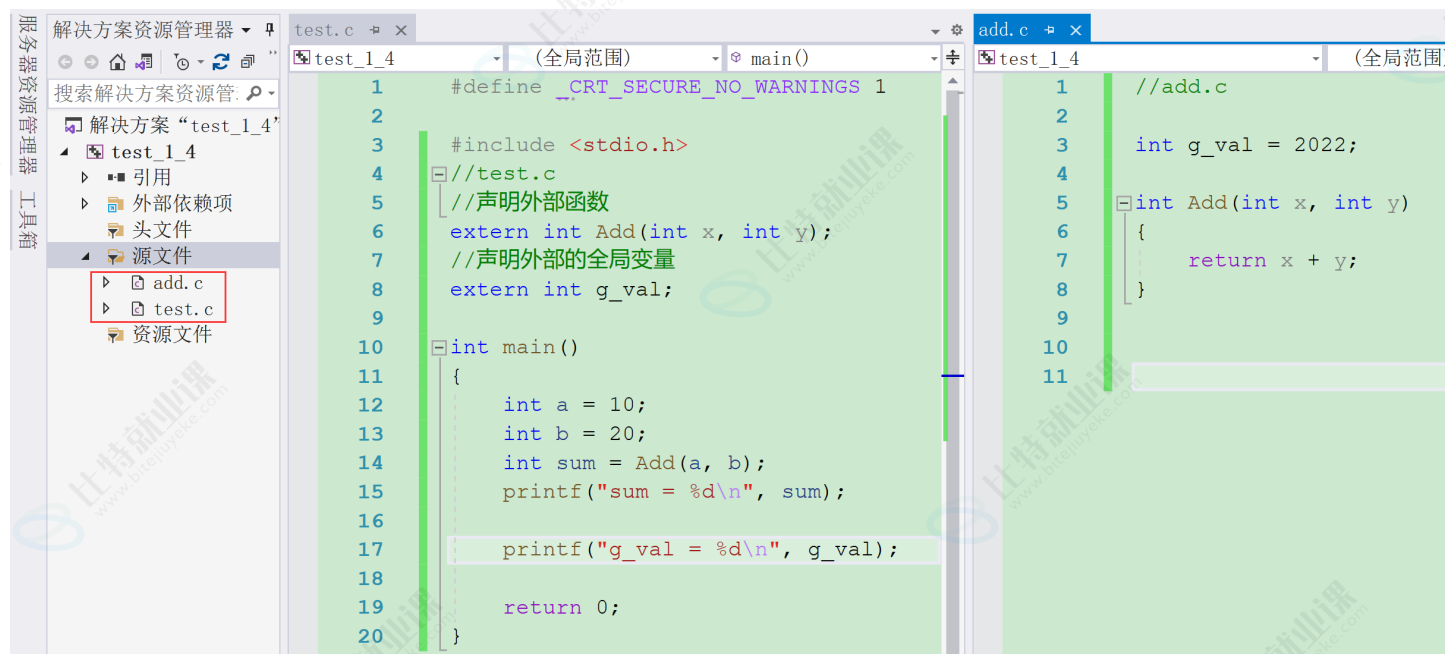 服务器资源管理器
工具箱
解决方案资源管理器
搜索解决方案资源管
解决方案“test_1_4”
test_1_4
引用
外部依赖项
头文件
源文件
add.c
test.c
资源文件
test.c
test_1_4
(全局范围)
main()
1 #define _CRT_SECURE_NO_WARNINGS 1
2
3 #include <stdio.h>
4 //test.c
5 //声明外部函数
6 extern int Add(int x, int y);
7 //声明外部的全局变量
8 extern int g_val;
9
10 int main()
11 {
12 int a = 10;
13 int b = 20;
14 int sum = Add(a, b);
15 printf("sum = %d\n", sum);
16
17 printf("g_val = %d\n", g_val);
18
19 return 0;
20 }
add.c
test_1_4
(全局范围)
1 //add.c
2
3 int g_val = 2022;
4
5 int Add(int x, int y)
6 {
7 return x + y;
8 }
9
10
11
比特就业课
www.bitejiuyeke.com